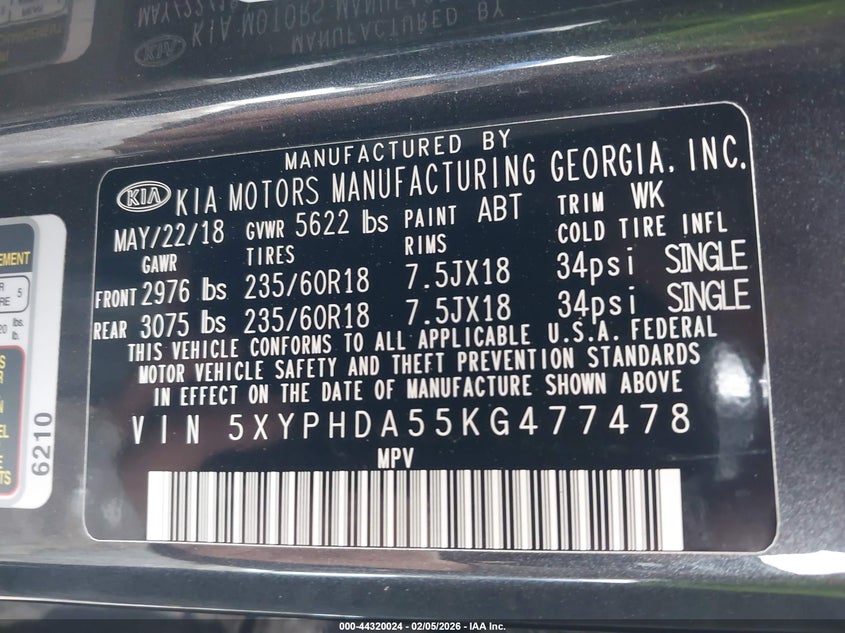 MANUFACTURED BY
KIA KIA MOTORS MANUFACTURING GEORGIA, INC.
MAY/22/18 GVWR 5622 lbs PAINT ABT TRIM WK
GAWR TIRES RIMS COLD TIRE INFL
FRONT 2976 lbs 235/60R18 7.5JX18 34psi SINGLE
REAR 3075 lbs 235/60R18 7.5JX18 34psi SINGLE
THIS VEHICLE CONFORMS TO ALL APPLICABLE U.S.A. FEDERAL
MOTOR VEHICLE SAFETY AND THEFT PREVENTION STANDARDS
IN EFFECT ON THE DATE OF MANUFACTURE SHOWN ABOVE
VIN 5XYPHDA55KG477478
MPV
6210
000-44320024 - 02/05/2026 - IAA Inc.